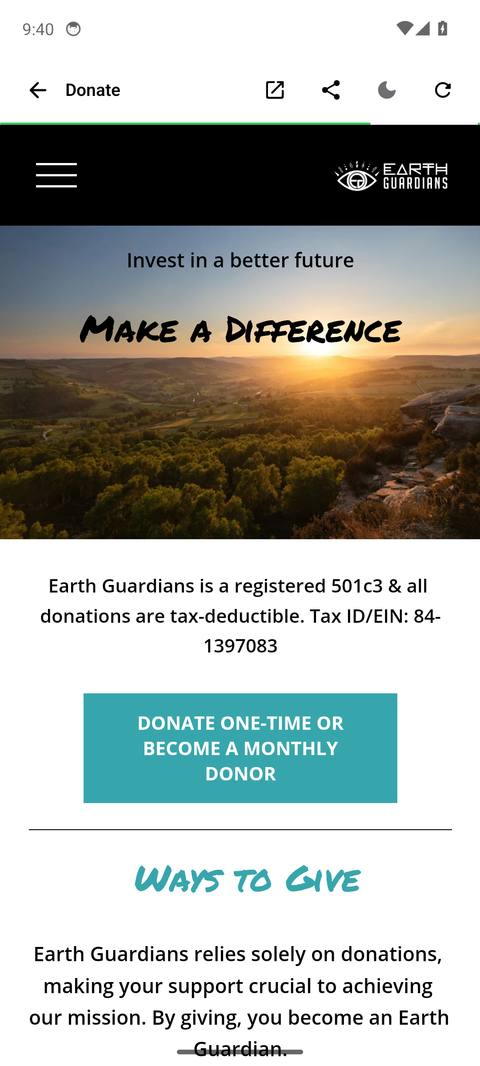 9:40
Donate
EARTH
GUARDIANS
Invest in a better future
MAKE A DIFFERENCE
Earth Guardians is a registered 501c3 & all
donations are tax-deductible. Tax ID/EIN: 84-
1397083
DONATE ONE-TIME OR
BECOME A MONTHLY
DONOR
WAYS TO GIVE
Earth Guardians relies solely on donations,
making your support crucial to achieving
our mission. By giving, you become an Earth
Guardian.